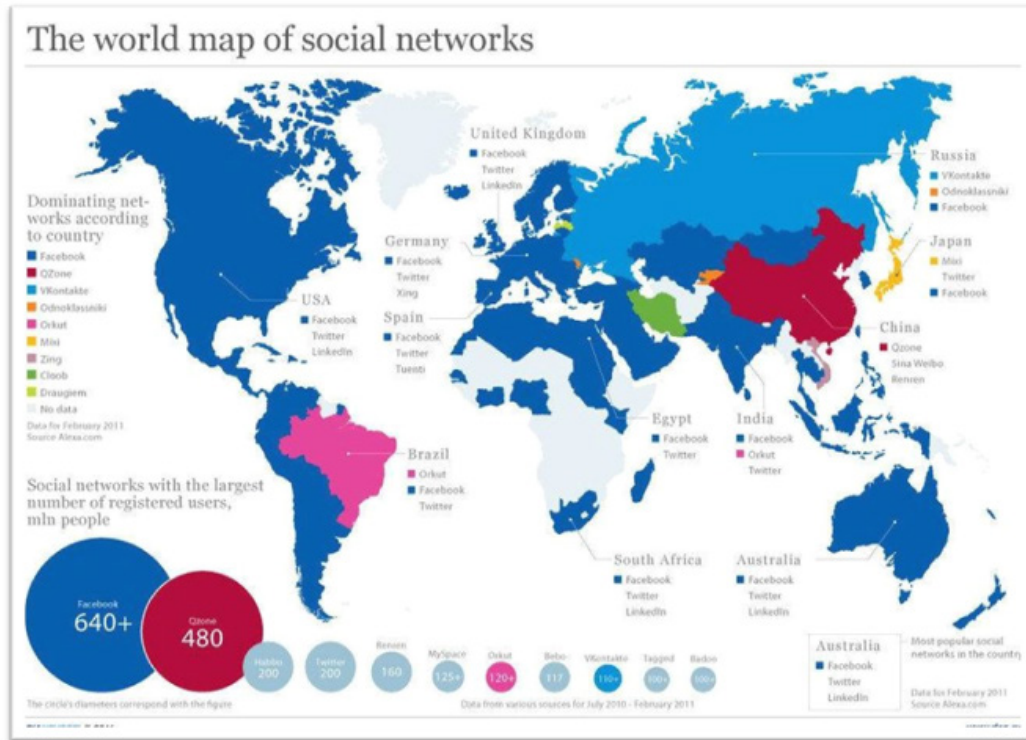 The world map of social networks
United Kingdom
Facebook
Twitter
LinkedIn
Russia
VKontakte
Odnoklassniki
Facebook
Dominating net-
works according
to country
Facebook
QZone
VKontakte
Odnoklassniki
Orkut
Mixi
Zing
Cloob
Draugiem
No data
Data for February 2011
Source Alexa.com
Germany
Facebook
Twitter
Xing
Japan
Mixi
Twitter
Facebook
USA
Facebook
Twitter
LinkedIn
Spain
Facebook
Twitter
Tuenti
China
Qzone
Sina Weibo
Renren
Egypt
Facebook
Twitter
India
Facebook
Orkut
Twitter
Brazil
Orkut
Facebook
Twitter
Social networks with the largest
number of registered users,
mln people
South Africa
Facebook
Twitter
LinkedIn
Australia
Facebook
Twitter
LinkedIn
Facebook
640+
Qzone
480
Habbo
200
Twitter
200
Renren
160
MySpace
125+
Orkut
120+
Bebo
117
VKontakte
110+
Tagged
100+
Badoo
100+
Australia
Facebook
Twitter
LinkedIn
Most popular social
networks in the country
Data for February 2011
Source Alexa.com
The circle's diameters correspond with the figure
Data from various sources for July 2010 - February 2011